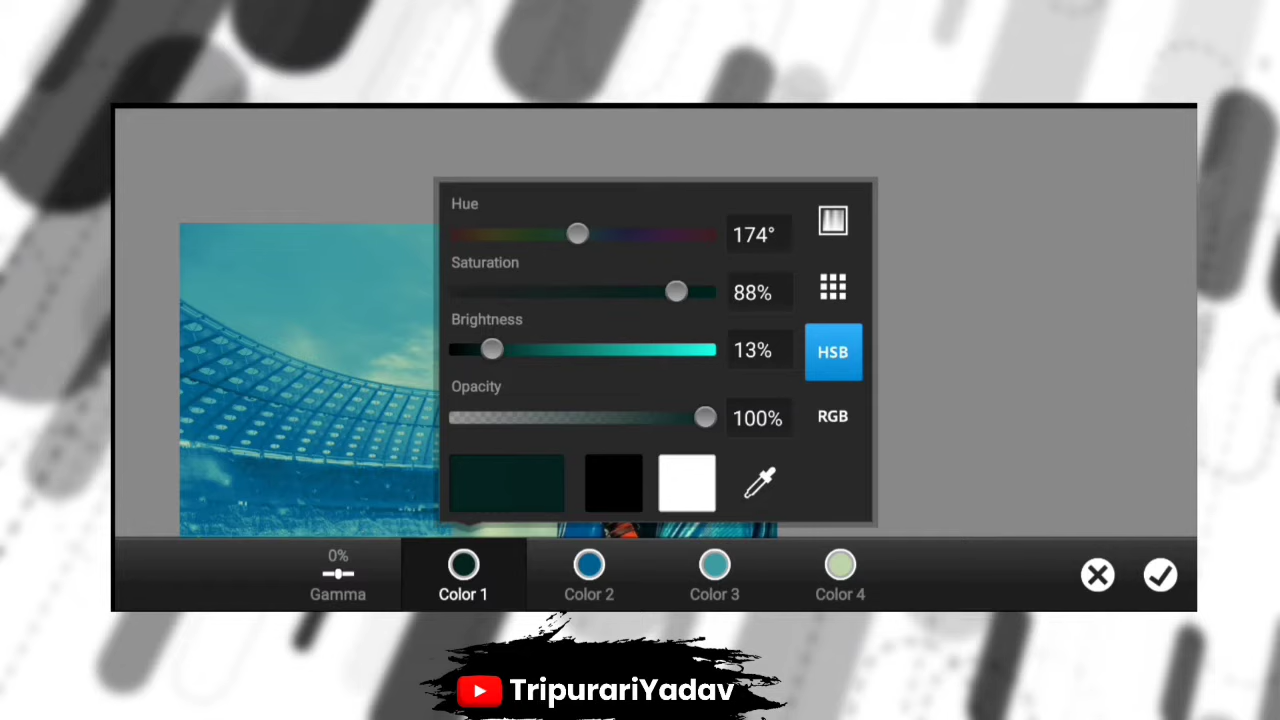 Hue
174°
Saturation
88%
Brightness
13%
HSB
Opacity
100%
RGB
0%
Gamma
Color 1
Color 2
Color 3
Color 4
TripurariYadav